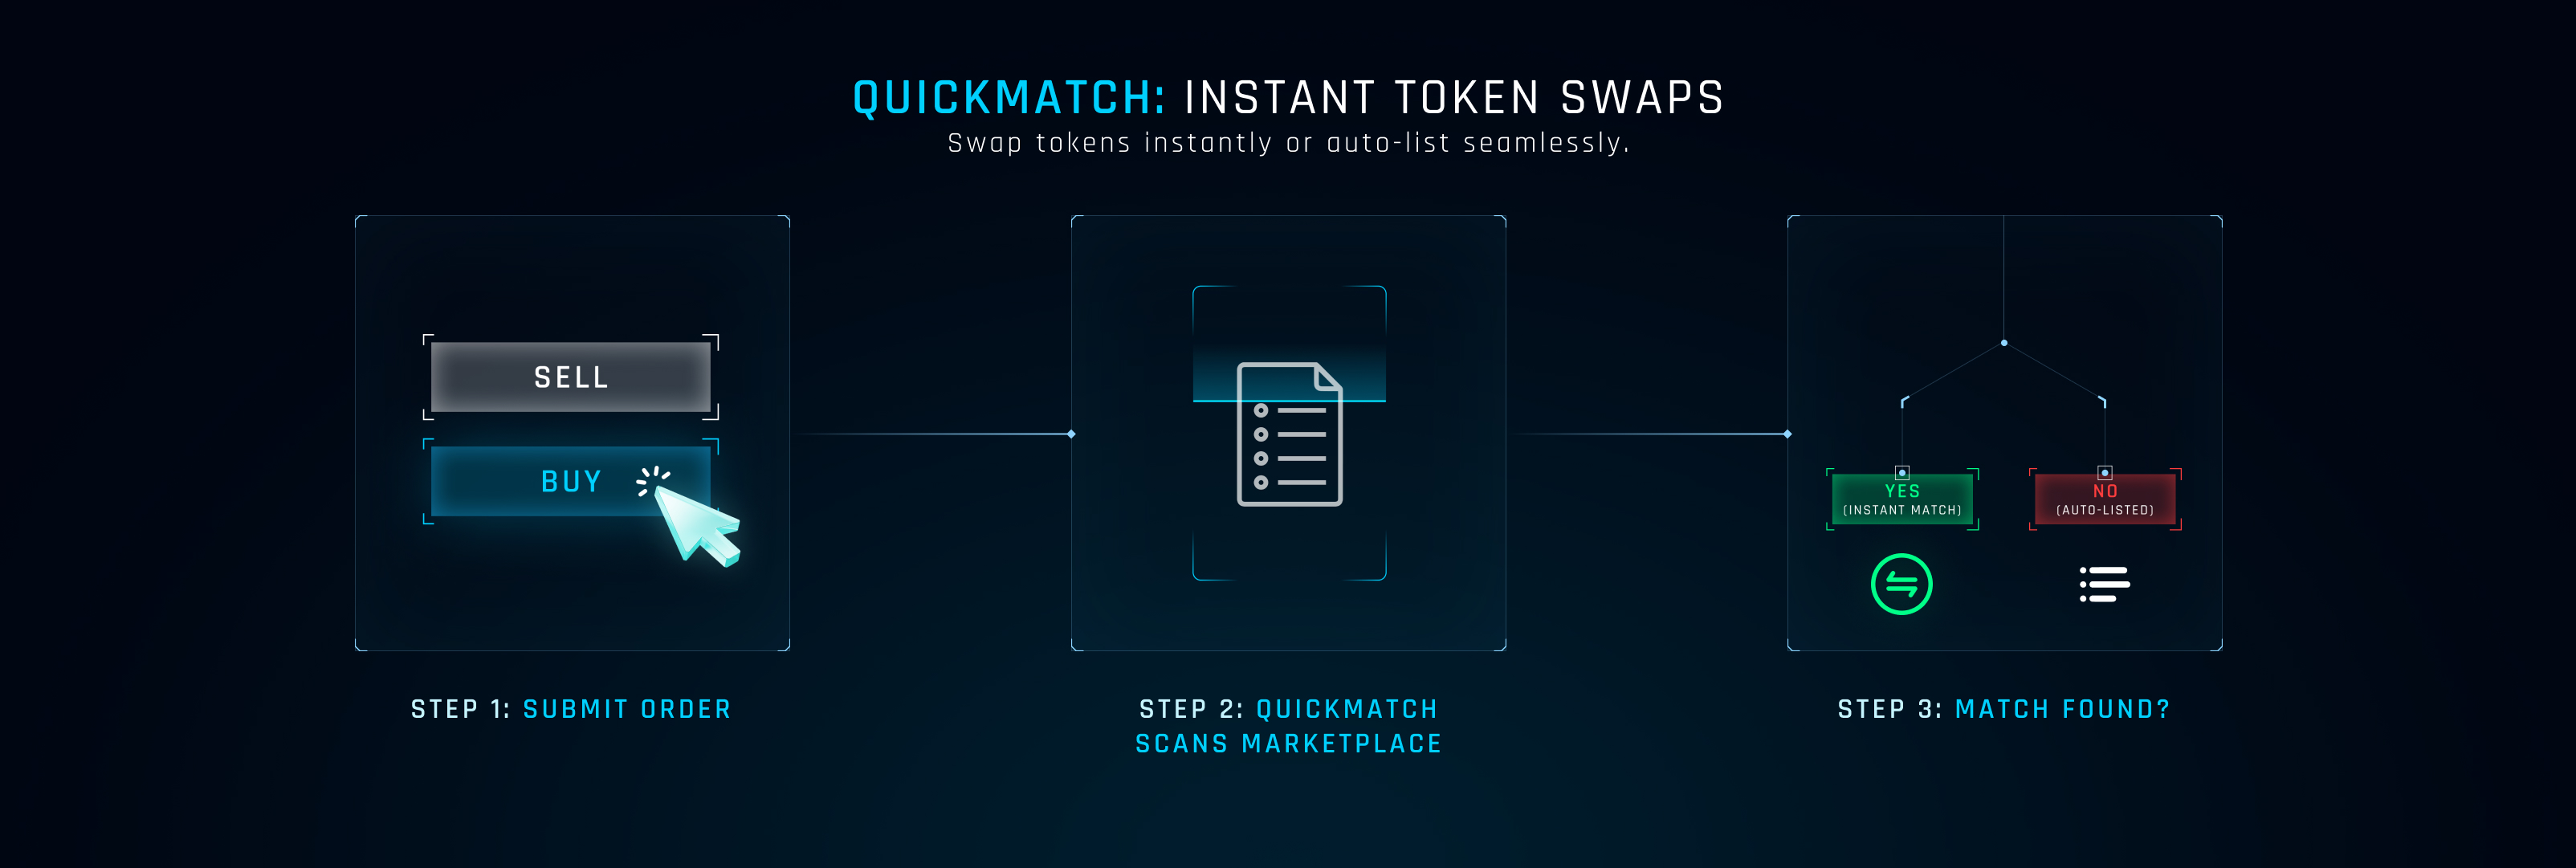 QUICKMATCH: INSTANT TOKEN SWAPS
Swap tokens instantly or auto-list seamlessly.
SELL
BUY
YES
(INSTANT MATCH)
NO
(AUTO-LISTED)
STEP 1: SUBMIT ORDER
STEP 2: QUICKMATCH
SCANS MARKETPLACE
STEP 3: MATCH FOUND?